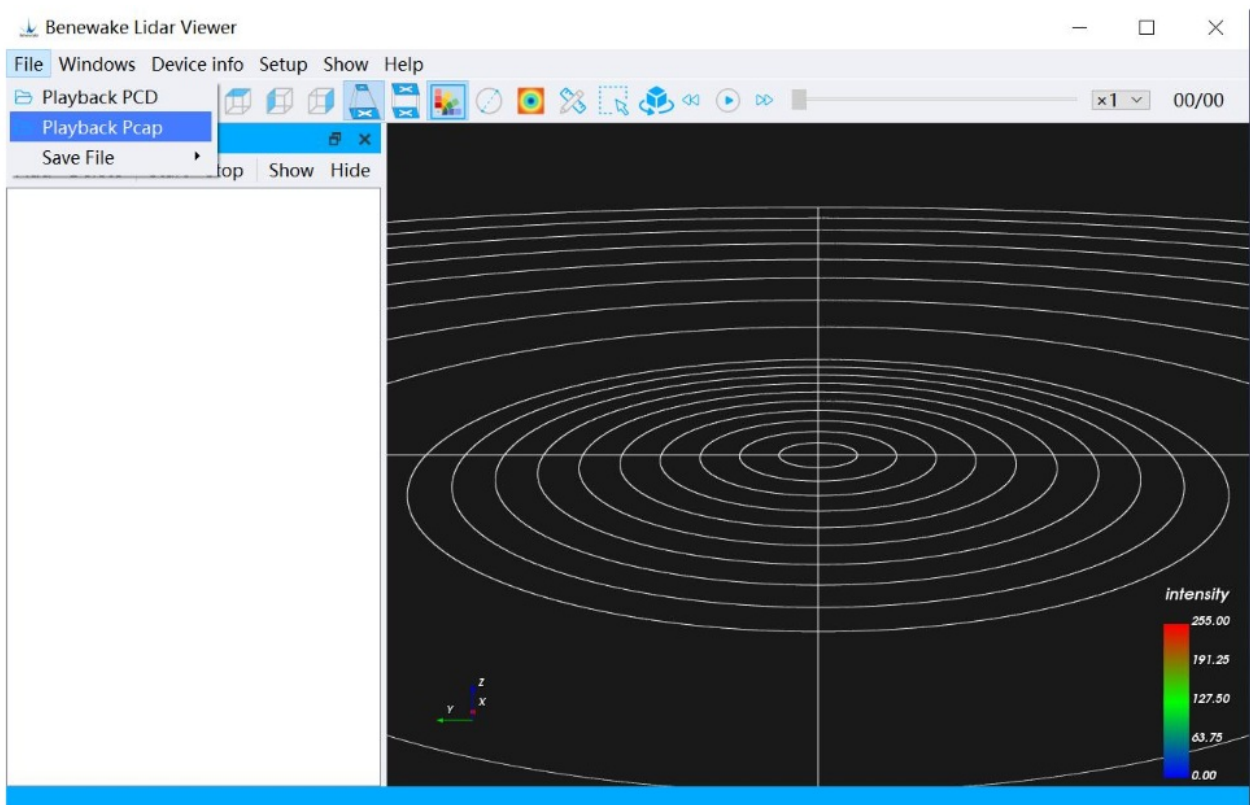 Benewake Lidar Viewer
File Windows Device info Setup Show Help
Playback PCD
×1 00/00
Playback Pcap
Save File
Show Hide
intensity
255.00
191.25
127.50
63.75
0.00
Z
Y X